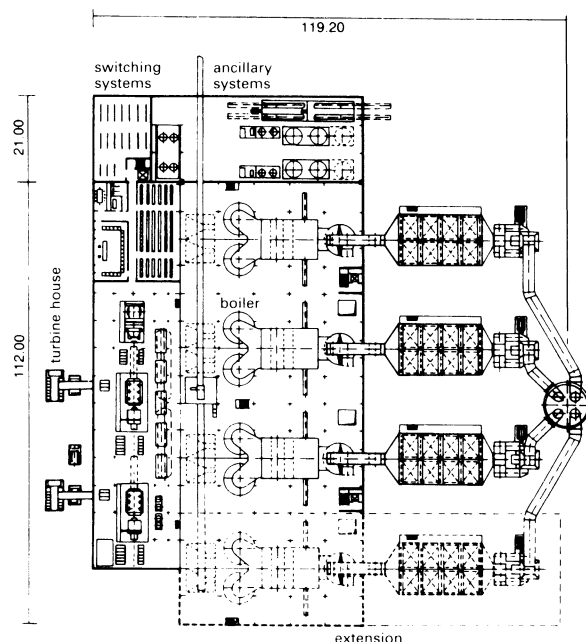 119.20
switching
systems
ancillary
systems
21.00
boiler
turbine house
112.00
extension